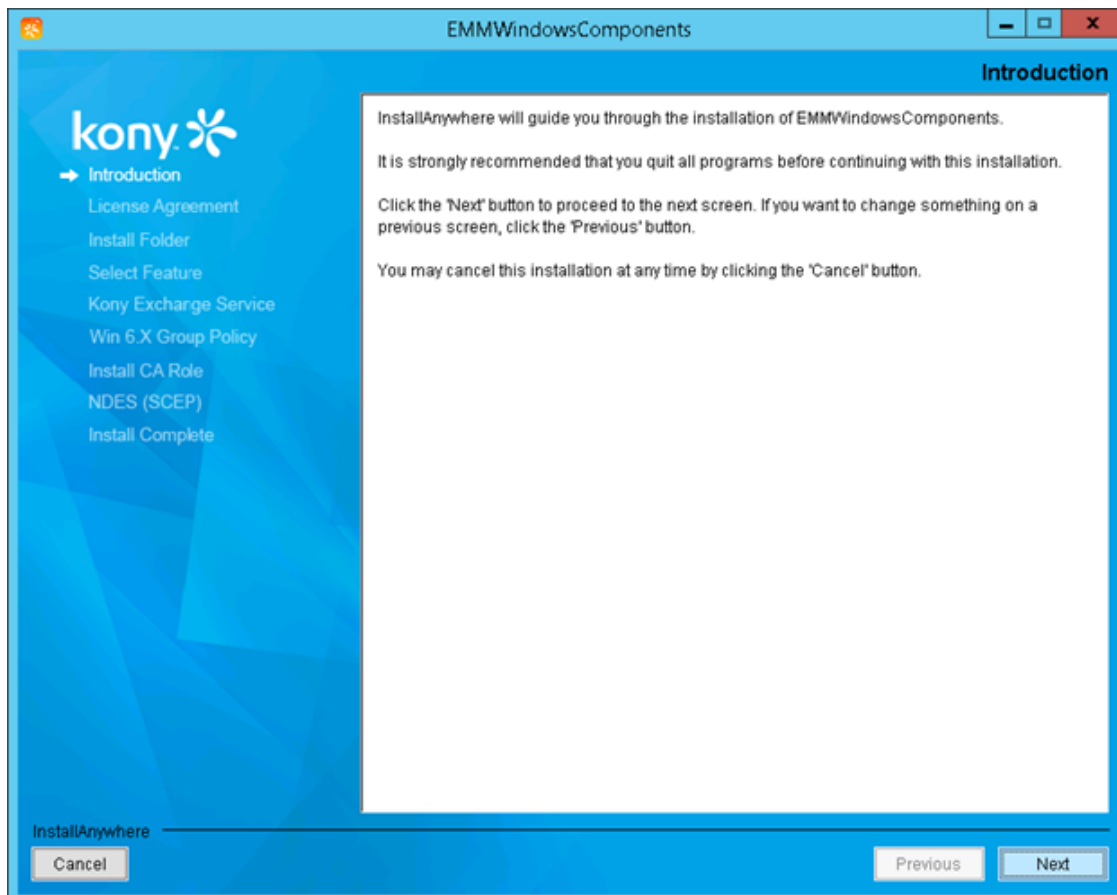 EMMWindowsComponents
Introduction
kony
Introduction
License Agreement
Install Folder
Select Feature
Kony Exchange Service
Win 6.X Group Policy
Install CA Role
NDES (SCEP)
Install Complete
InstallAnywhere will guide you through the installation of EMMWindowsComponents.
It is strongly recommended that you quit all programs before continuing with this installation.
Click the 'Next' button to proceed to the next screen. If you want to change something on a
previous screen, click the 'Previous' button.
You may cancel this installation at any time by clicking the 'Cancel' button.
InstallAnywhere
Cancel
Previous
Next